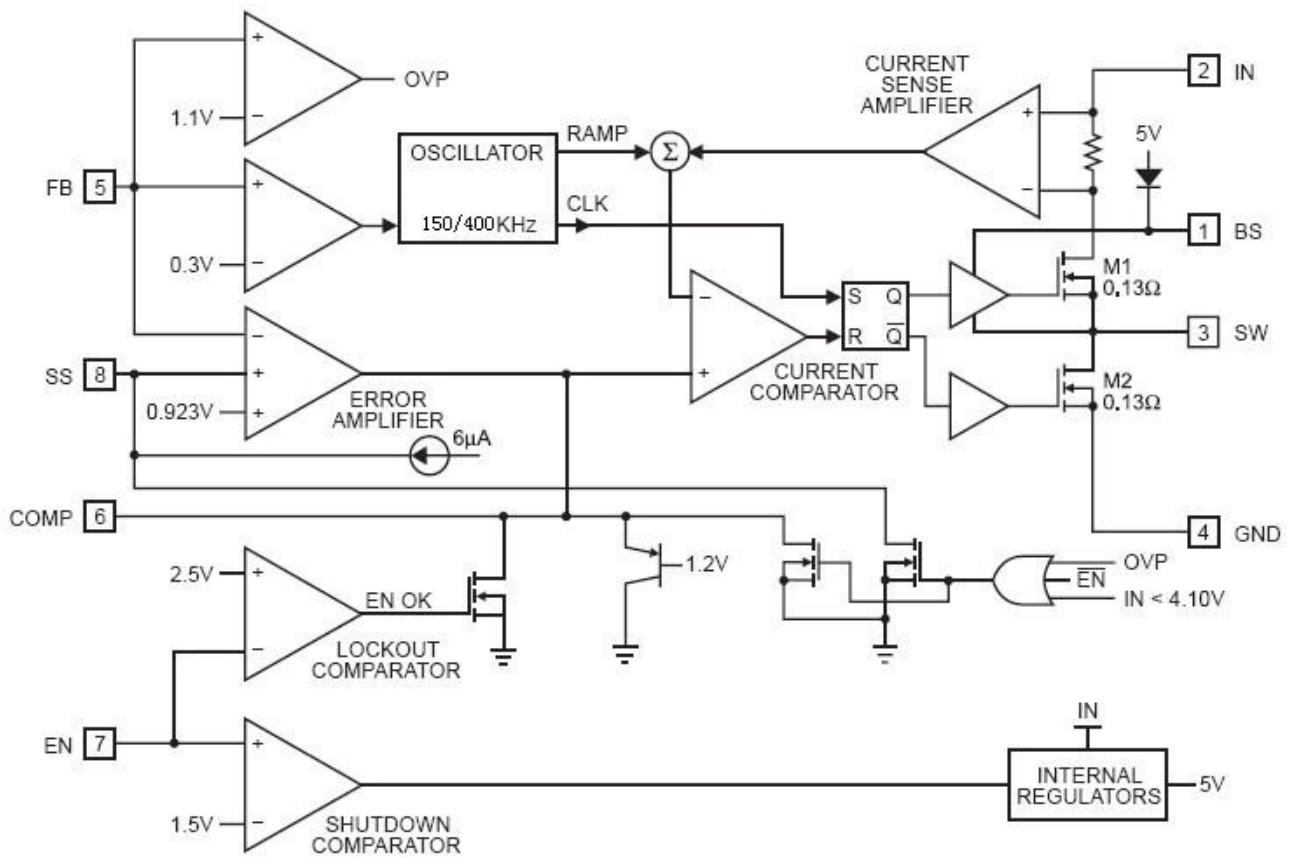 +
OVP
1.1V
−
FB
5
+
0.3V
−
OSCILLATOR
150/400KHz
RAMP
CLK
Σ
CURRENT
SENSE
AMPLIFIER
+
−
2
IN
5V
1
BS
M1
0.13Ω
3
SW
M2
0.13Ω
4
GND
S
Q
R
Q̅
−
+
CURRENT
COMPARATOR
SS
8
−
+
0.923V
+
ERROR
AMPLIFIER
6μA
COMP
6
2.5V
+
−
EN OK
LOCKOUT
COMPARATOR
1.2V
OVP
E̅N̅
IN < 4.10V
EN
7
+
1.5V
−
SHUTDOWN
COMPARATOR
IN
INTERNAL
REGULATORS
5V